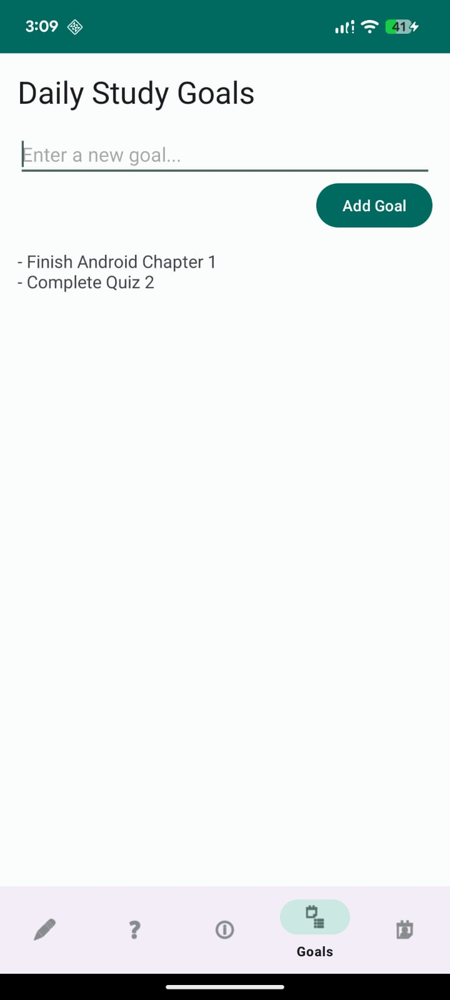 3:09
41
Daily Study Goals
Enter a new goal...
Add Goal
- Finish Android Chapter 1
- Complete Quiz 2
?
Goals